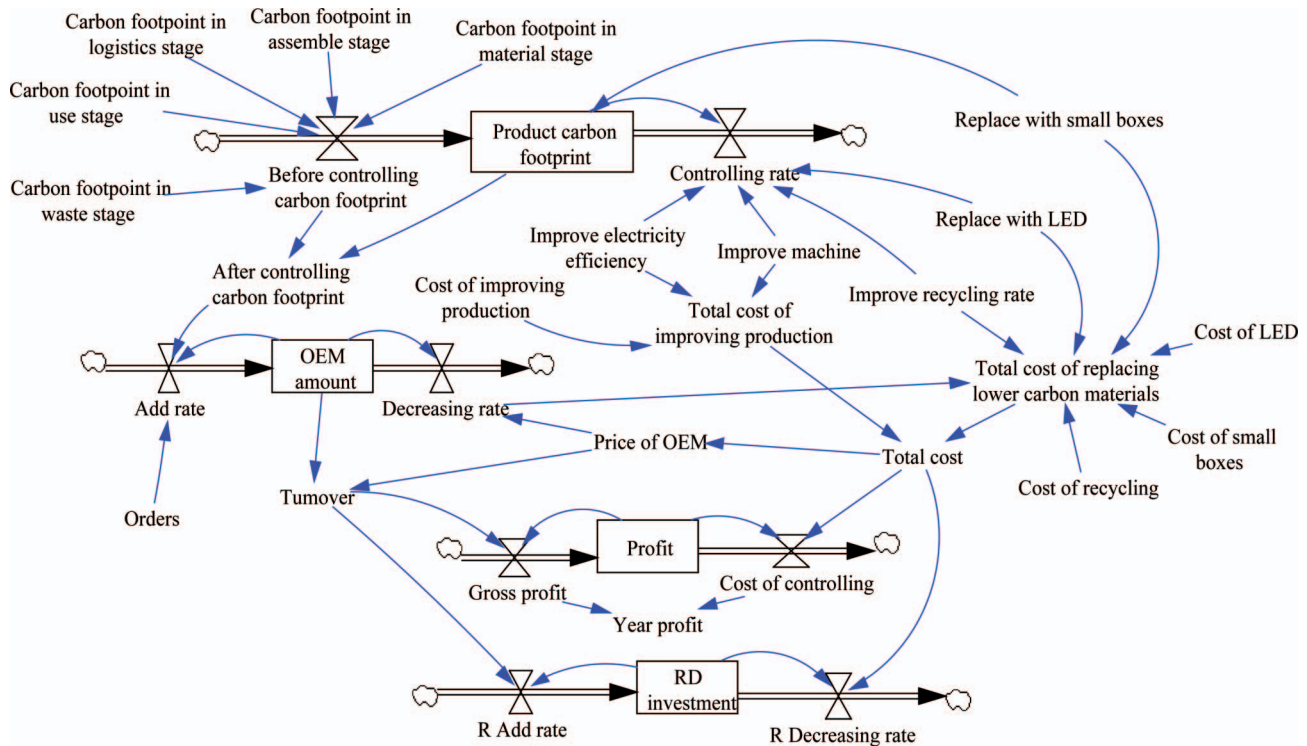 Carbon footpoint in
logistics stage
Carbon footpoint in
assemble stage
Carbon footpoint in
material stage
Carbon footpoint in
use stage
Product carbon
footprint
Replace with small boxes
Before controlling
carbon footprint
Controlling rate
Carbon footpoint in
waste stage
Replace with LED
Improve electricity
efficiency
Improve machine
After controlling
carbon footprint
Cost of improving
production
Total cost of
improving production
Improve recycling rate
Cost of LED
OEM
amount
Total cost of replacing
lower carbon materials
Add rate
Decreasing rate
Price of OEM
Total cost
Cost of small
boxes
Cost of recycling
Tumover
Orders
Profit
Gross profit
Cost of controlling
Year profit
RD
investment
R Add rate
R Decreasing rate